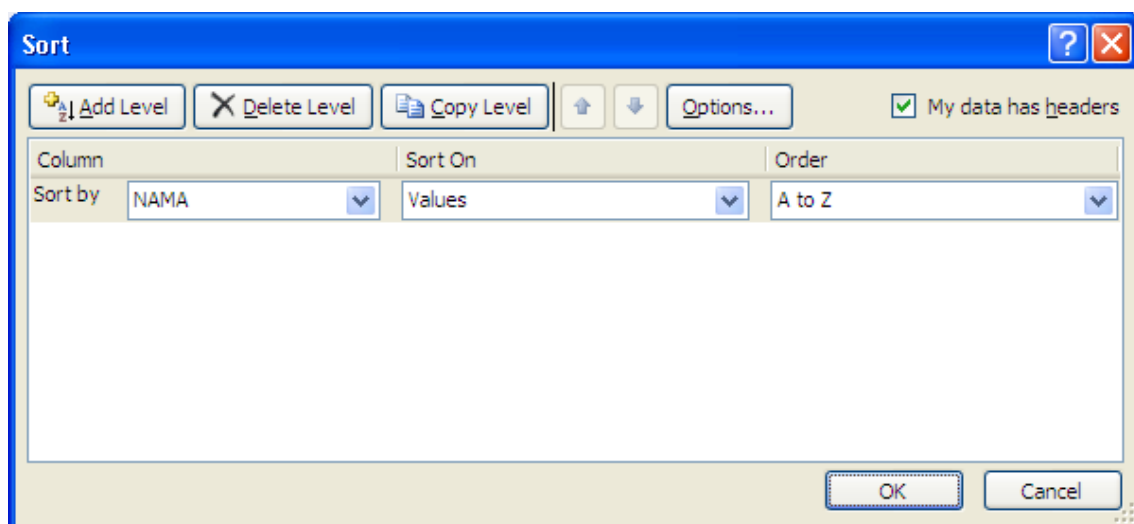 Sort
Add Level Delete Level Copy Level Options... My data has headers
Column Sort On Order
Sort by NAMA Values A to Z
OK Cancel